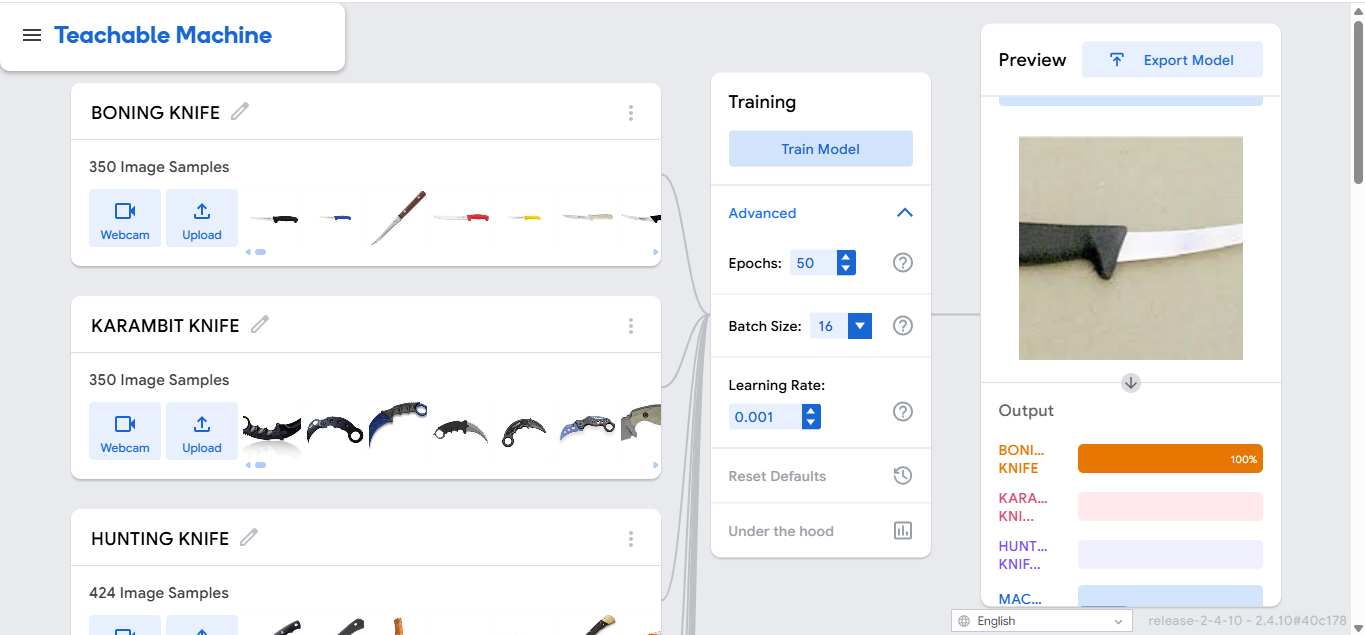 Teachable Machine
BONING KNIFE
350 Image Samples
Webcam
Upload
KARAMBIT KNIFE
350 Image Samples
Webcam
Upload
HUNTING KNIFE
424 Image Samples
Training
Train Model
Advanced
Epochs: 50
Batch Size: 16
Learning Rate:
0.001
Reset Defaults
Under the hood
Preview
Export Model
Output
BONI...
KNIFE
100%
KARA...
KNI...
HUNT...
KNIF...
MAC...
English
release-2-4-10 - 2.4.10#40c178